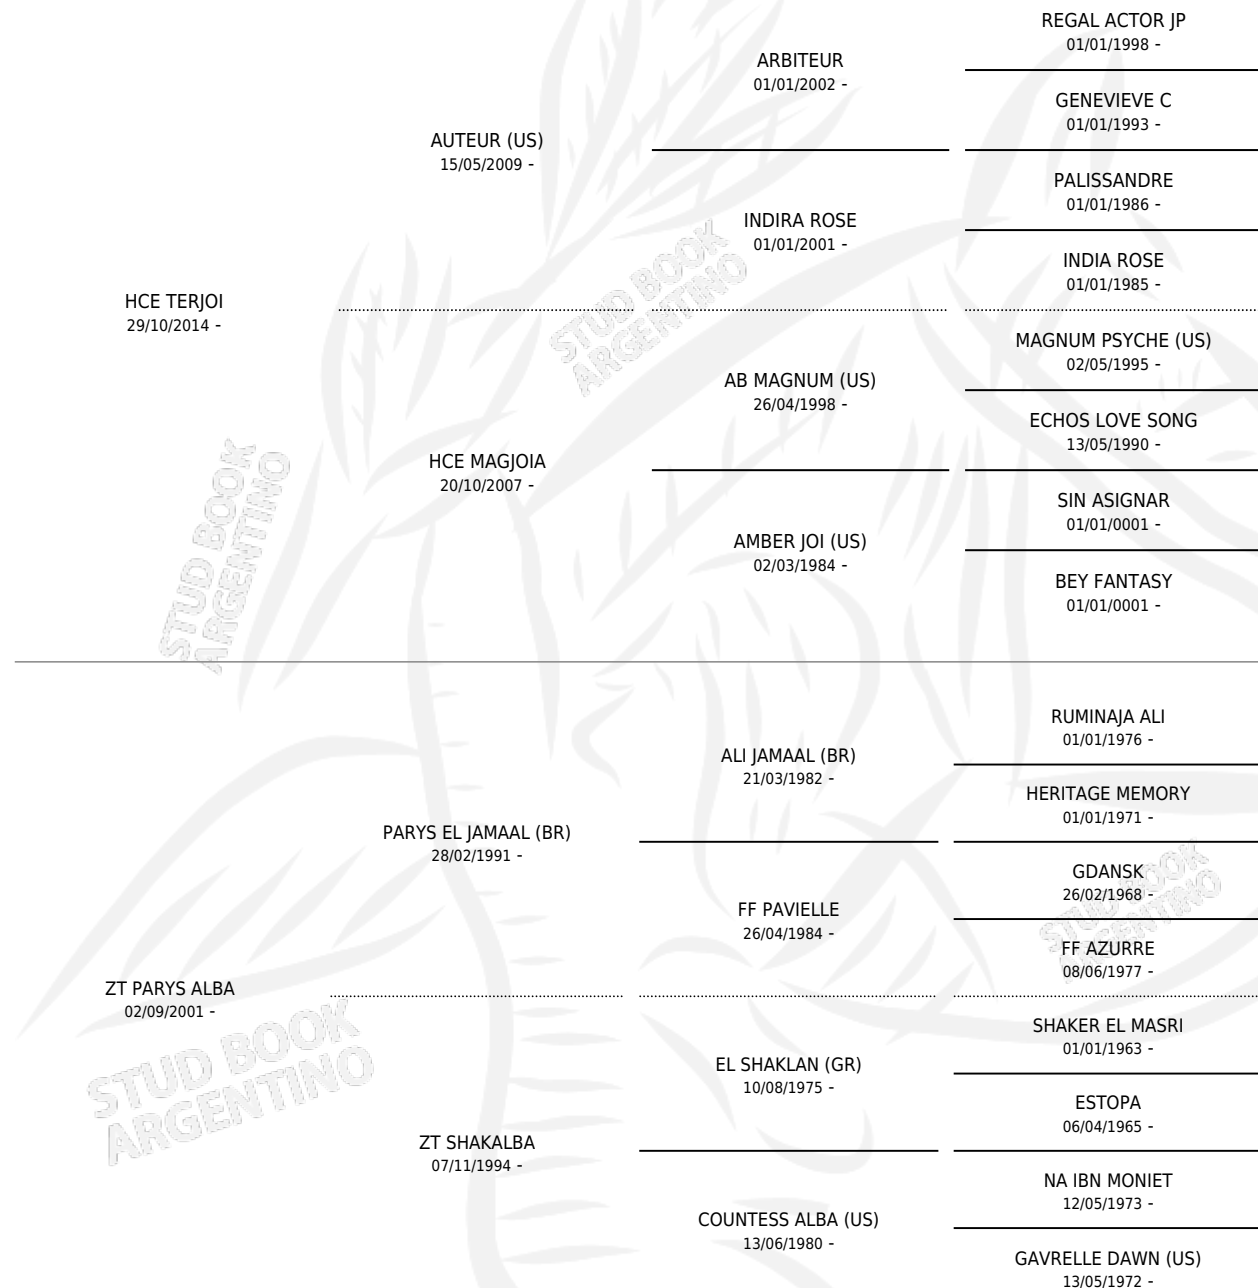 REGAL ACTOR JP
01/01/1998 -
ARBITEUR
01/01/2002 -
GENEVIEVE C
01/01/1993 -
AUTEUR (US)
15/05/2009 -
PALISSANDRE
01/01/1986 -
INDIRA ROSE
01/01/2001 -
INDIA ROSE
01/01/1985 -
HCE TERJOI
29/10/2014 -
MAGNUM PSYCHE (US)
02/05/1995 -
AB MAGNUM (US)
26/04/1998 -
ECHOS LOVE SONG
13/05/1990 -
HCE MAGJOIA
20/10/2007 -
SIN ASIGNAR
01/01/0001 -
AMBER JOI (US)
02/03/1984 -
BEY FANTASY
01/01/0001 -
STUD BOOK
ARGENTINO
STUD BOOK
ARGENTINO
RUMINAJA ALI
01/01/1976 -
ALI JAMAAL (BR)
21/03/1982 -
HERITAGE MEMORY
01/01/1971 -
PARYS EL JAMAAL (BR)
28/02/1991 -
GDANSK
26/02/1968 -
FF PAVIELLE
26/04/1984 -
FF AZURRE
08/06/1977 -
ZT PARYS ALBA
02/09/2001 -
SHAKER EL MASRI
01/01/1963 -
EL SHAKLAN (GR)
10/08/1975 -
ESTOPA
06/04/1965 -
ZT SHAKALBA
07/11/1994 -
NA IBN MONIET
12/05/1973 -
COUNTESS ALBA (US)
13/06/1980 -
GAVRELLE DAWN (US)
13/05/1972 -
STUD BOOK
ARGENTINO
STUD BOOK
ARGENTINO